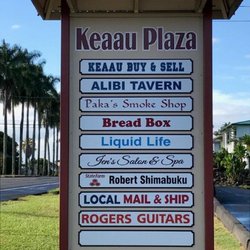 Keaau Plaza
KEAAU BUY & SELL
ALIBI TAVERN
Paka's Smoke Shop
Bread Box
Liquid Life
Jen's Salon & Spa
StateFarm Robert Shimabuku
LOCAL MAIL & SHIP
ROGERS GUITARS